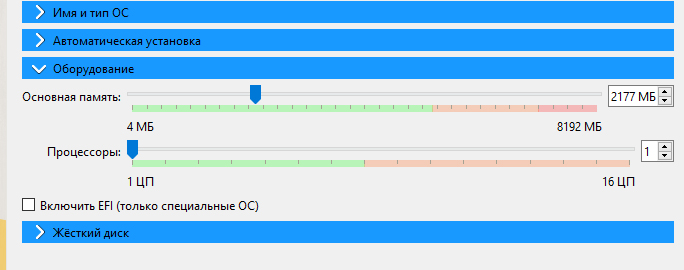 Имя и тип ОС
Автоматическая установка
Оборудование
Основная память: 2177 МБ
4 МБ 8192 МБ
Процессоры: 1
1 ЦП 16 ЦП
Включить EFI (только специальные ОС)
Жёсткий диск